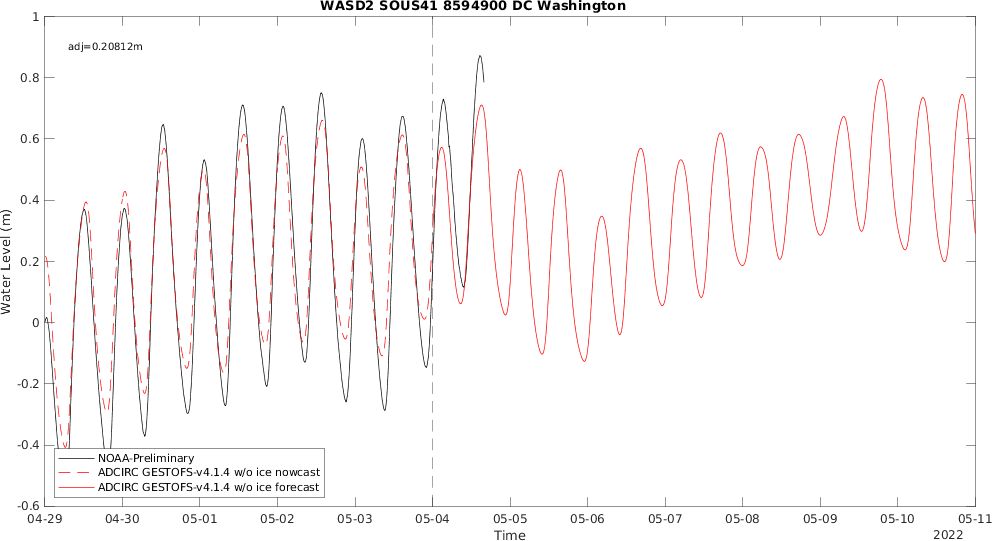 WASD2 SOUS41 8594900 DC Washington
adj=0.20812m
Water Level (m)
1
0.8
0.6
0.4
0.2
0
-0.2
-0.4
-0.6
NOAA-Preliminary
ADCIRC GESTOFS-v4.1.4 w/o ice nowcast
ADCIRC GESTOFS-v4.1.4 w/o ice forecast
04-29 04-30 05-01 05-02 05-03 05-04 05-05 05-06 05-07 05-08 05-09 05-10 05-11
Time
2022